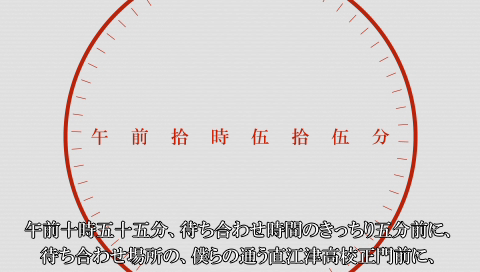 午前拾時伍拾伍分
午前十時五十五分、待ち合わせ時間のきっちり五分前に、
待ち合わせ場所の、僕らの通う直江津高校正門前に、